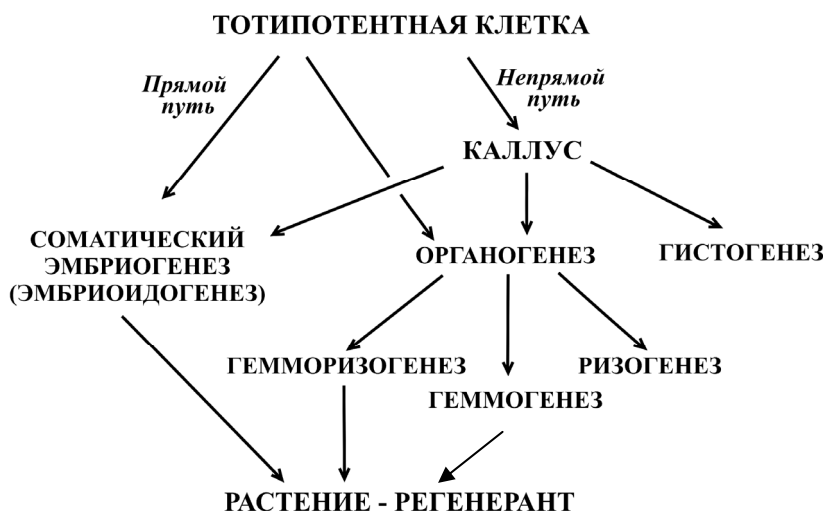 ТОТИПОТЕНТНАЯ КЛЕТКА
Прямой
путь
Непрямой
путь
КАЛЛУС
СОМАТИЧЕСКИЙ
ЭМБРИОГЕНЕЗ
(ЭМБРИОИДОГЕНЕЗ)
ОРГАНОГЕНЕЗ
ГИСТОГЕНЕЗ
ГЕММОРИЗОГЕНЕЗ
РИЗОГЕНЕЗ
ГЕММОГЕНЕЗ
РАСТЕНИЕ - РЕГЕНЕРАНТ